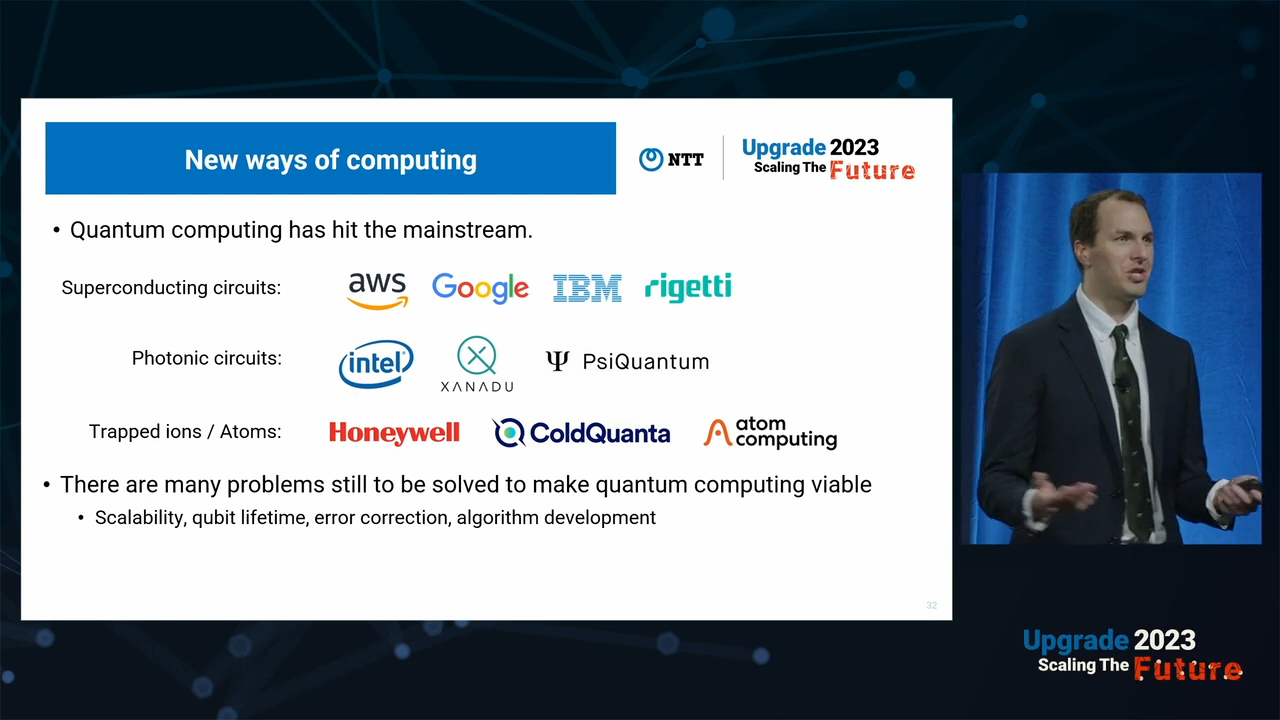 New ways of computing
NTT
Upgrade 2023
Scaling The Future
• Quantum computing has hit the mainstream.
Superconducting circuits:
aws Google IBM rigetti
Photonic circuits:
intel XANADU Ψ PsiQuantum
Trapped ions / Atoms:
Honeywell ColdQuanta atom computing
• There are many problems still to be solved to make quantum computing viable
• Scalability, qubit lifetime, error correction, algorithm development
32
Upgrade 2023
Scaling The Future